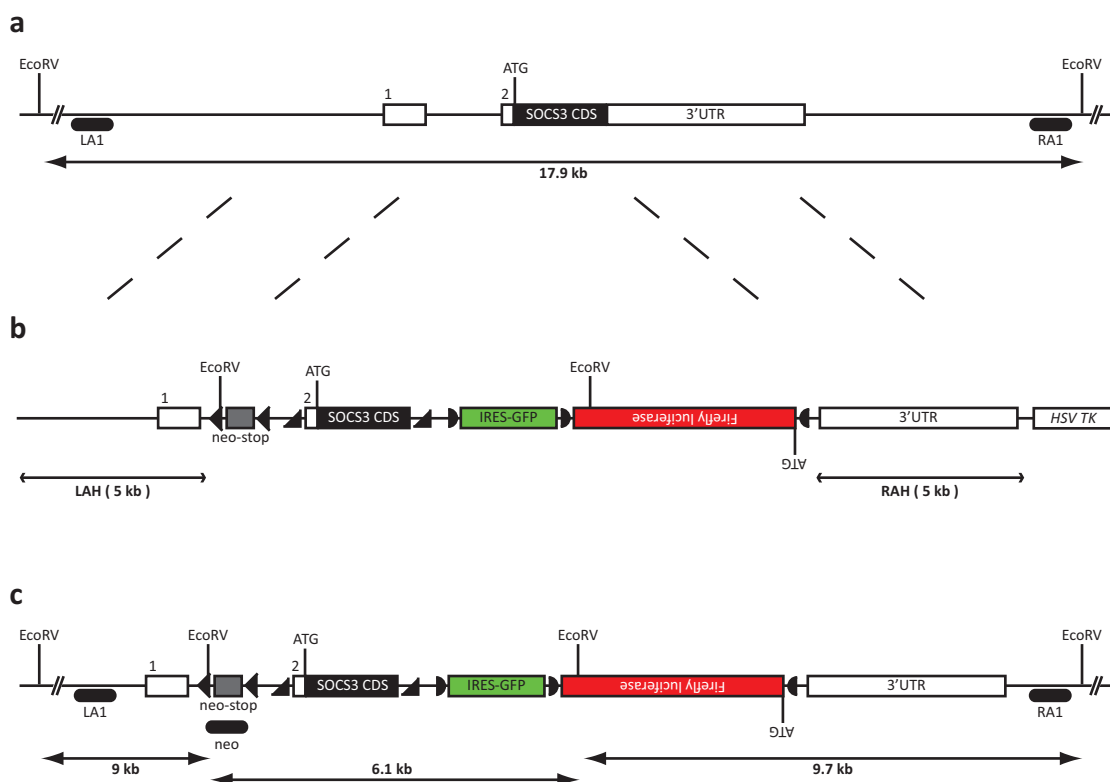 a
EcoRV
ATG
EcoRV
1
2
SOCS3 CDS
3'UTR
LA1
RA1
17.9 kb
b
EcoRV
ATG
EcoRV
1
2
SOCS3 CDS
IRES-GFP
Firefly luciferase
3'UTR
HSV TK
neo-stop
ATG
LAH ( 5 kb )
RAH ( 5 kb )
c
EcoRV
EcoRV
ATG
EcoRV
EcoRV
1
2
SOCS3 CDS
IRES-GFP
Firefly luciferase
3'UTR
LA1
neo-stop
RA1
neo
ATG
9 kb
6.1 kb
9.7 kb